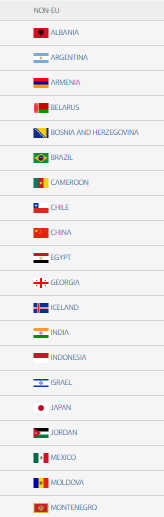 NON-EU
ALBANIA
ARGENTINA
ARMENIA
BELARUS
BOSNIA AND HERZEGOVINA
BRAZIL
CAMEROON
CHILE
CHINA
EGYPT
GEORGIA
ICELAND
INDIA
INDONESIA
ISRAEL
JAPAN
JORDAN
MEXICO
MOLDOVA
MONTENEGRO